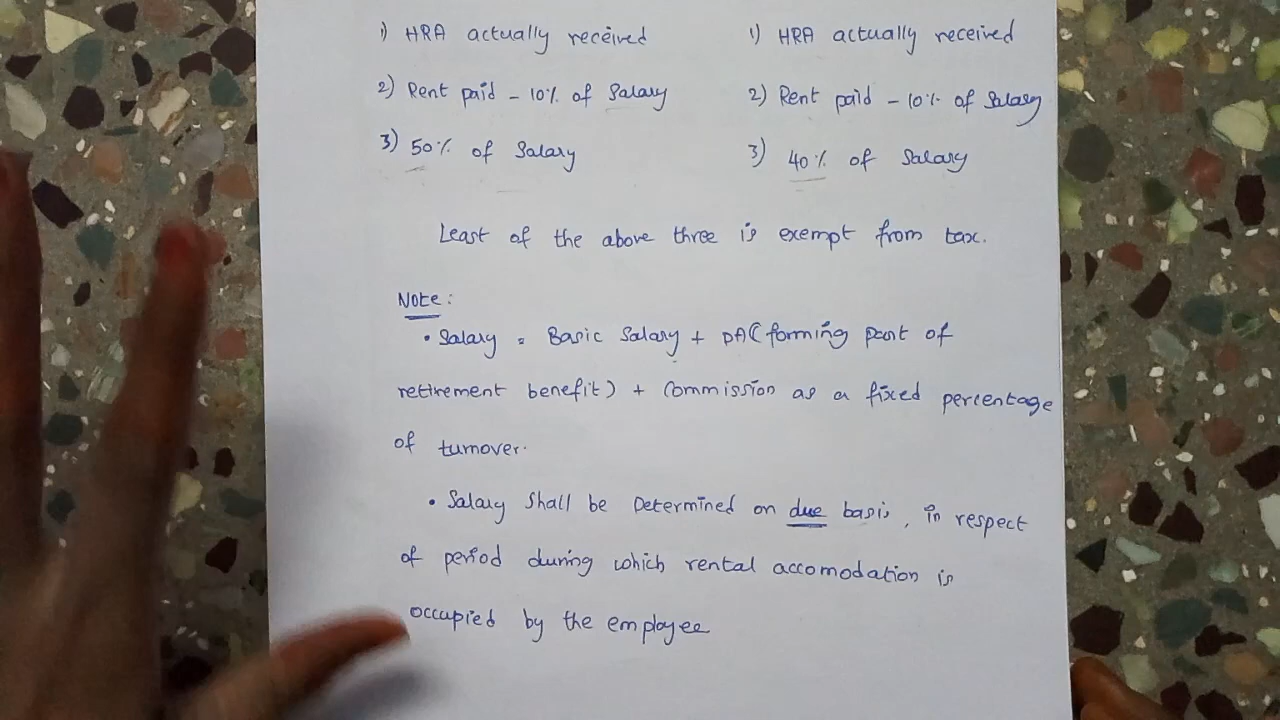 1) HRA actually received
2) Rent paid - 10% of Salary
3) 50% of Salary
1) HRA actually received
2) Rent paid - 10% of Salary
3) 40% of Salary
Least of the above three is exempt from tax.
Note:
• Salary = Basic Salary + DA (forming part of
retirement benefit) + Commission as a fixed percentage
of turnover.
• Salary Shall be Determined on due basis, in respect
of period during which rental accomodation is
occupied by the employee